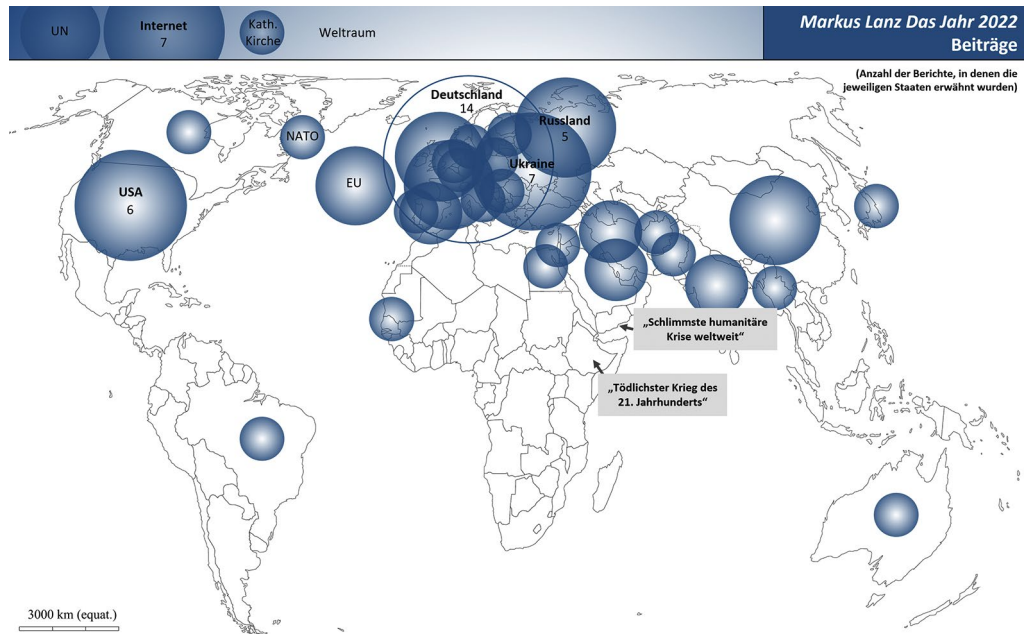 UN
Internet
7
Kath.
Kirche
Weltraum
Markus Lanz Das Jahr 2022
Beiträge
(Anzahl der Berichte, in denen die
jeweiligen Staaten erwähnt wurden)
Deutschland
14
Russland
5
NATO
Ukraine
7
EU
USA
6
„Schlimmste humanitäre
Krise weltweit“
„Tödlichster Krieg des
21. Jahrhunderts“
3000 km (equat.)